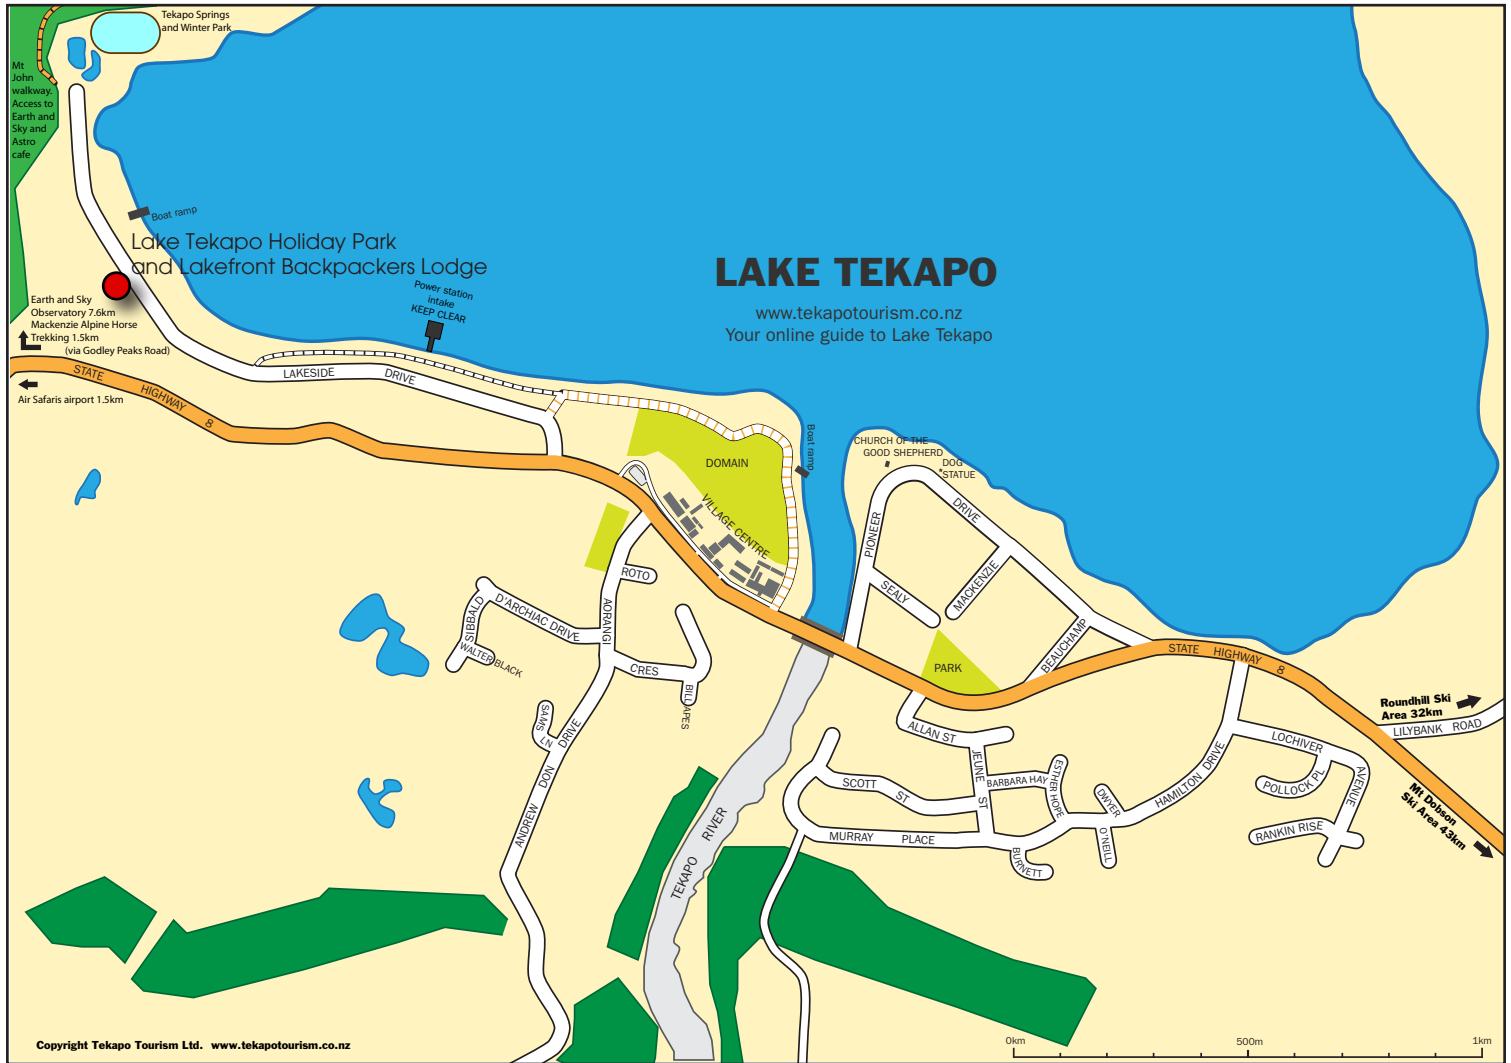 Tekapo Springs
and Winter Park
Mt
John
walkway.
Access to
Earth and
Sky and
Astro
cafe
Boat ramp
Lake Tekapo Holiday Park
and Lakefront Backpackers Lodge
Power station
intake
KEEP CLEAR
LAKE TEKAPO
www.tekapotourism.co.nz
Your online guide to Lake Tekapo
Earth and Sky
Observatory 7.6km
Mackenzie Alpine Horse
Trekking 1.5km
(via Godley Peaks Road)
STATE HIGHWAY 8
Air Safaris airport 1.5km
LAKESIDE DRIVE
DOMAIN
VILLAGE CENTRE
Boat ramp
CHURCH OF THE
GOOD SHEPHERD
DOG
*STATUE
PIONEER DRIVE
SEALY
MACKENZIE
BEAUCHAMP
PARK
STATE HIGHWAY 8
ROTO
AORANGI
D'ARCHIAC DRIVE
SIBBALD
WALTER BLACK
CRES
BILL APES
SAMS LN
ANDREW DON DRIVE
TEKAPO RIVER
ALLAN ST
JEUNE ST
BARBARA HAY
ESTHER HOPE
SCOTT ST
MURRAY PLACE
BURNETT
DWYER
O'NEILL
HAMILTON DRIVE
LOCHIVER AVENUE
POLLOCK PL
RANKIN RISE
Roundhill Ski
Area 32km
LILYBANK ROAD
Mt Dobson
Ski Area 43km
Copyright Tekapo Tourism Ltd. www.tekapotourism.co.nz
0km 500m 1km